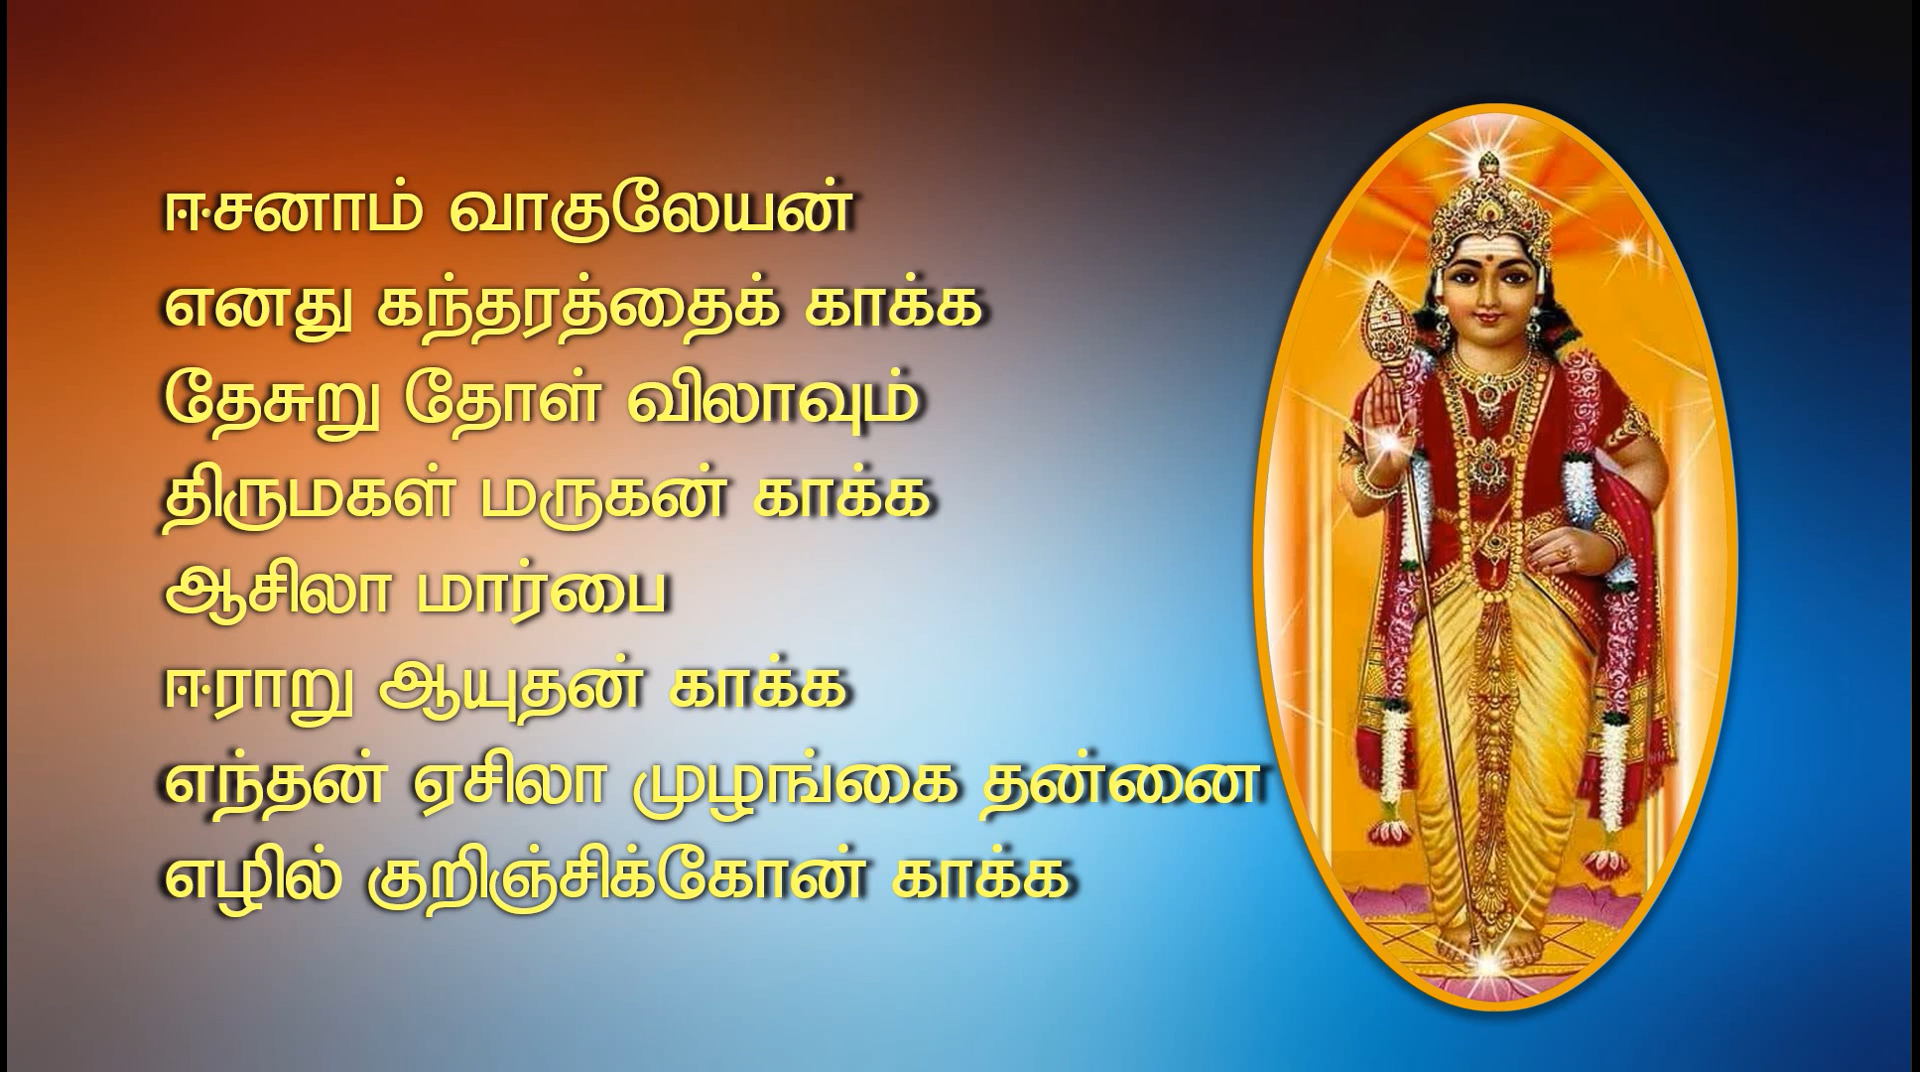 ஈசனாம் வாகுலேயன்
எனது கந்தரத்தைக் காக்க
தேசுறு தோள் விலாவும்
திருமகள் மருகன் காக்க
ஆசிலா மார்பை
ஈராறு ஆயுதன் காக்க
எந்தன் ஏசிலா முழங்கை தன்னை
எழில் குறிஞ்சிக்கோன் காக்க